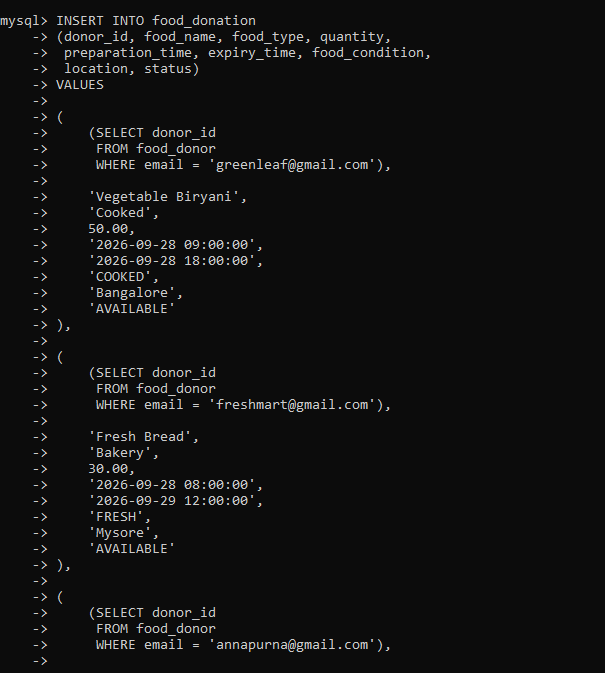 mysql> INSERT INTO food_donation
    -> (donor_id, food_name, food_type, quantity,
    ->  preparation_time, expiry_time, food_condition,
    ->  location, status)
    -> VALUES
    ->
    -> (
    ->     (SELECT donor_id
    ->      FROM food_donor
    ->      WHERE email = 'greenleaf@gmail.com'),
    ->
    ->     'Vegetable Biryani',
    ->     'Cooked',
    ->     50.00,
    ->     '2026-09-28 09:00:00',
    ->     '2026-09-28 18:00:00',
    ->     'COOKED',
    ->     'Bangalore',
    ->     'AVAILABLE'
    -> ),
    ->
    -> (
    ->     (SELECT donor_id
    ->      FROM food_donor
    ->      WHERE email = 'freshmart@gmail.com'),
    ->
    ->     'Fresh Bread',
    ->     'Bakery',
    ->     30.00,
    ->     '2026-09-28 08:00:00',
    ->     '2026-09-29 12:00:00',
    ->     'FRESH',
    ->     'Mysore',
    ->     'AVAILABLE'
    -> ),
    ->
    -> (
    ->     (SELECT donor_id
    ->      FROM food_donor
    ->      WHERE email = 'annapurna@gmail.com'),
    ->